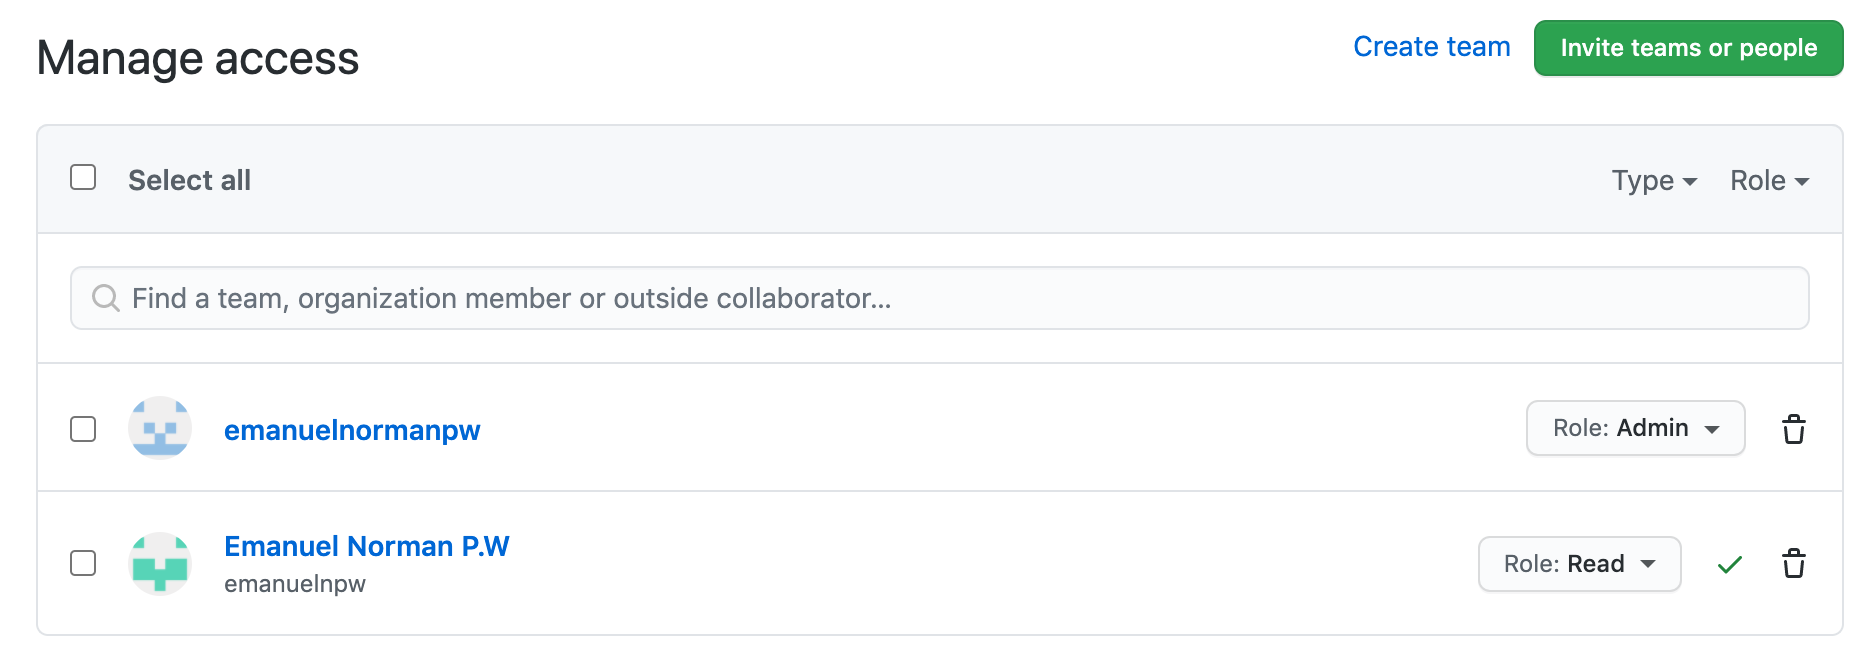 Manage access
Create team
Invite teams or people
Select all
Type
Role
Find a team, organization member or outside collaborator...
emanuelnormanpw
Role: Admin
Emanuel Norman P.W
emanuelnpw
Role: Read